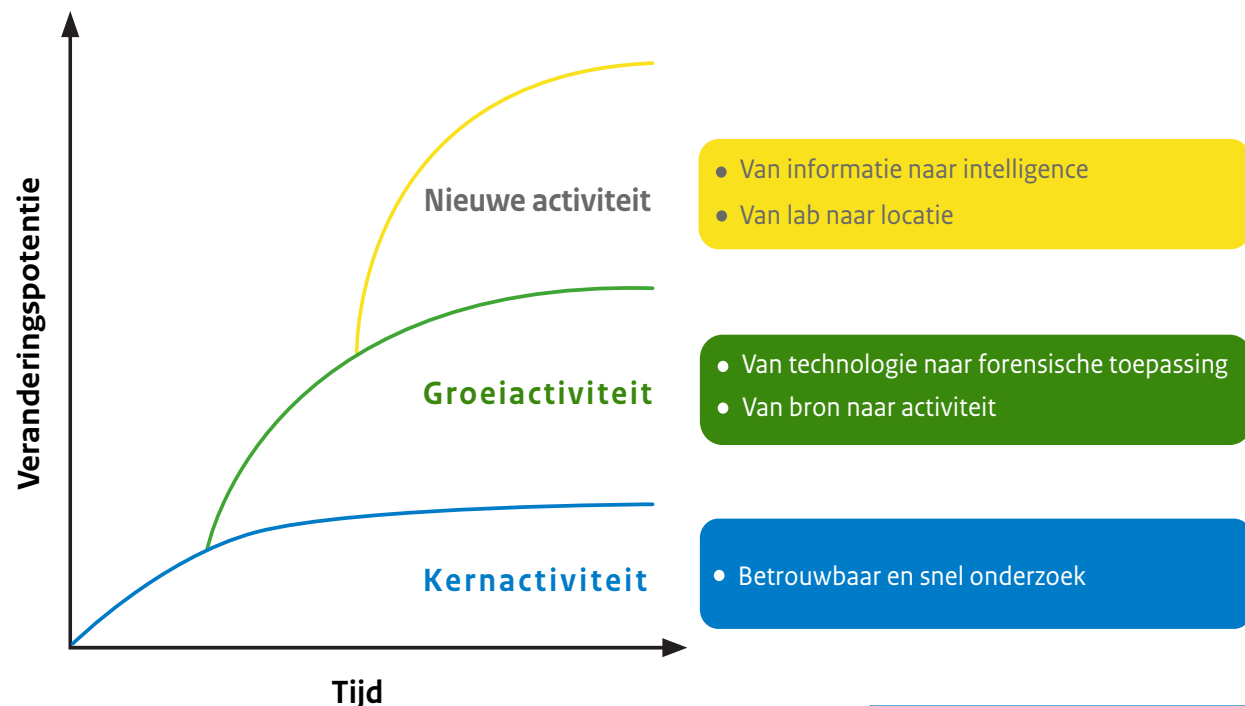 Veranderingspotentie
Nieuwe activiteit
• Van informatie naar intelligence
• Van lab naar locatie
Groeiactiviteit
• Van technologie naar forensische toepassing
• Van bron naar activiteit
Kernactiviteit
• Betrouwbaar en snel onderzoek
Tijd